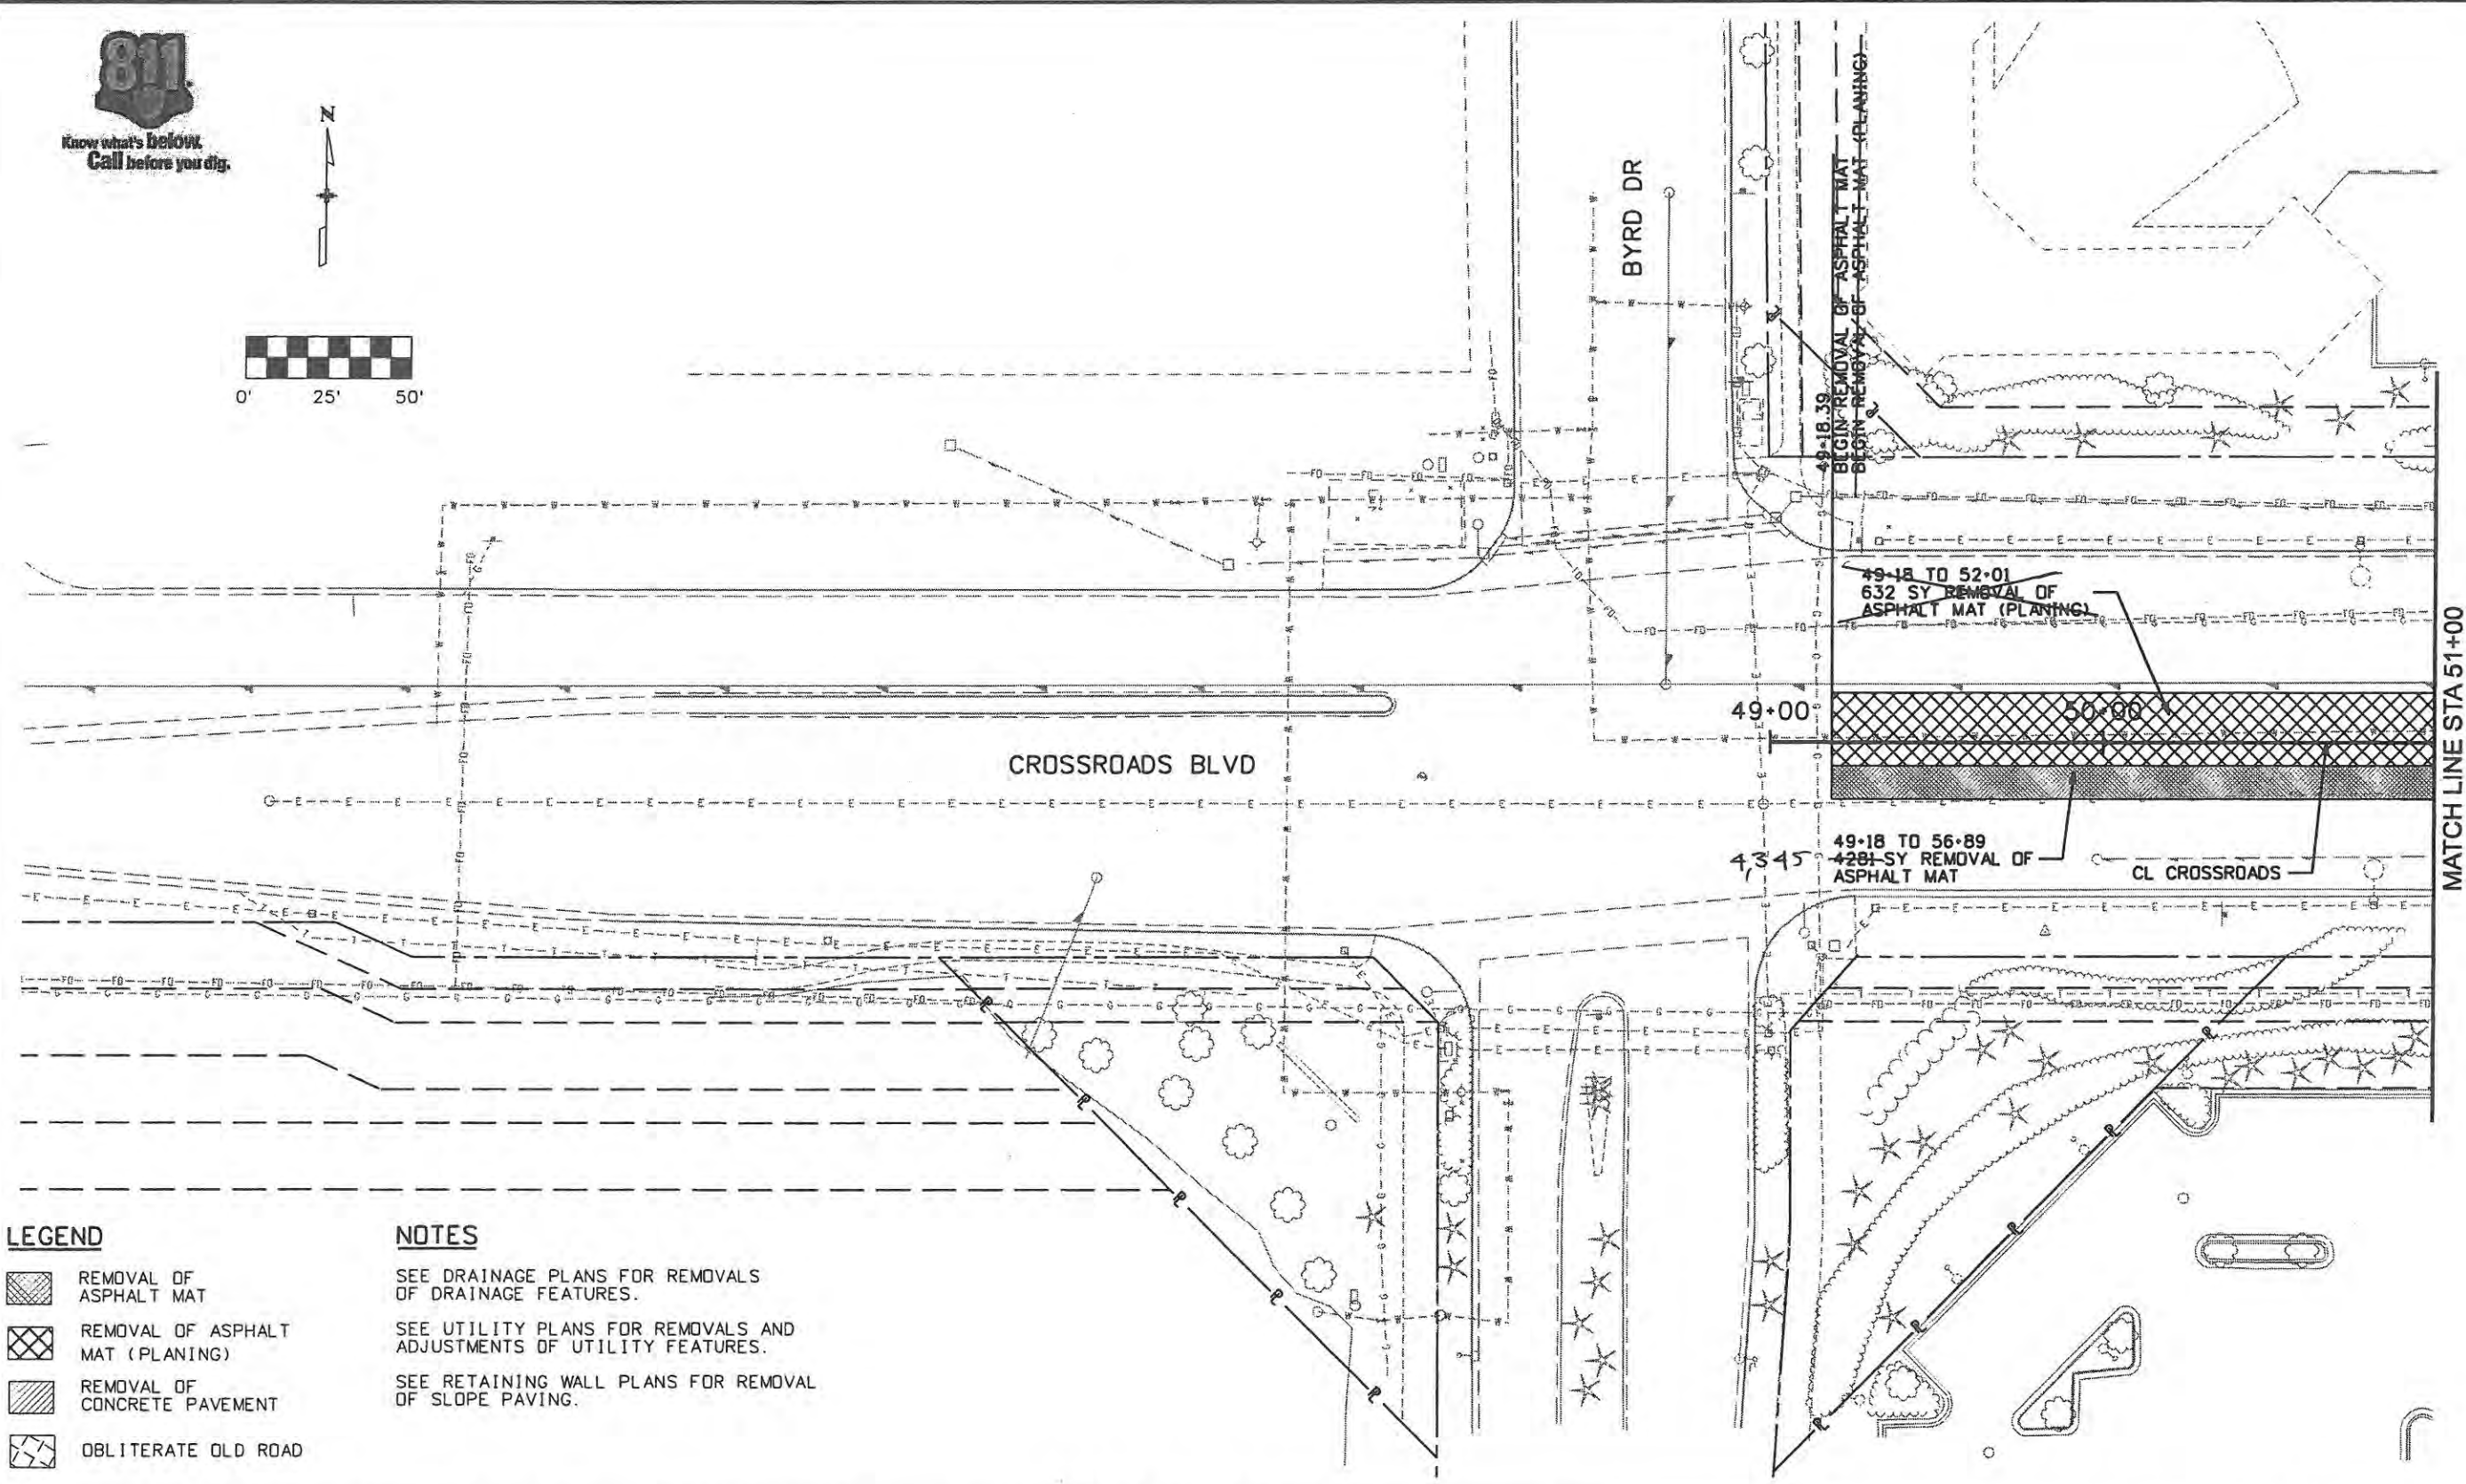 811
Know what's below.
Call before you dig.
N
0' 25' 50'
BYRD DR
49+18.39
BEGIN REMOVAL OF ASPHALT MAT
BEGIN REMOVAL OF ASPHALT MAT (PLANING)
49+18 TO 52+01
632 SY REMOVAL OF
ASPHALT MAT (PLANING)
49+00
50+00
CROSSROADS BLVD
MATCH LINE STA 51+00
49+18 TO 56+89
4,345 4281 SY REMOVAL OF
ASPHALT MAT
CL CROSSROADS
LEGEND
REMOVAL OF
ASPHALT MAT
REMOVAL OF ASPHALT
MAT (PLANING)
REMOVAL OF
CONCRETE PAVEMENT
OBLITERATE OLD ROAD
NOTES
SEE DRAINAGE PLANS FOR REMOVALS
OF DRAINAGE FEATURES.
SEE UTILITY PLANS FOR REMOVALS AND
ADJUSTMENTS OF UTILITY FEATURES.
SEE RETAINING WALL PLANS FOR REMOVAL
OF SLOPE PAVING.